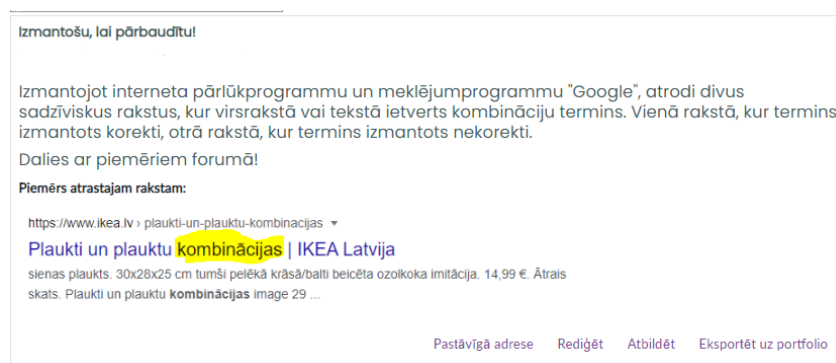 Izmantošu, lai pārbaudītu!
Izmantojot interneta pārlūkprogrammu un meklējumprogrammu "Google", atrodi divus
sadzīviskus rakstus, kur virsrakstā vai tekstā ietverts kombināciju termins. Vienā rakstā, kur termins
izmantots korekti, otrā rakstā, kur termins izmantots nekorekti.
Dalies ar piemēriem forumā!
Piemērs atrastajam rakstam:
https://www.ikea.lv › plaukti-un-plauktu-kombinacijas
Plaukti un plauktu kombinācijas | IKEA Latvija
sienas plaukts. 30x28x25 cm tumši pelēkā krāsā/balti beicēta ozolkoka imitācija. 14,99 €. Ātrais
skats. Plaukti un plauktu kombinācijas image 29 ...
Pastāvīgā adrese Rediģēt Atbildēt Eksportēt uz portfolio